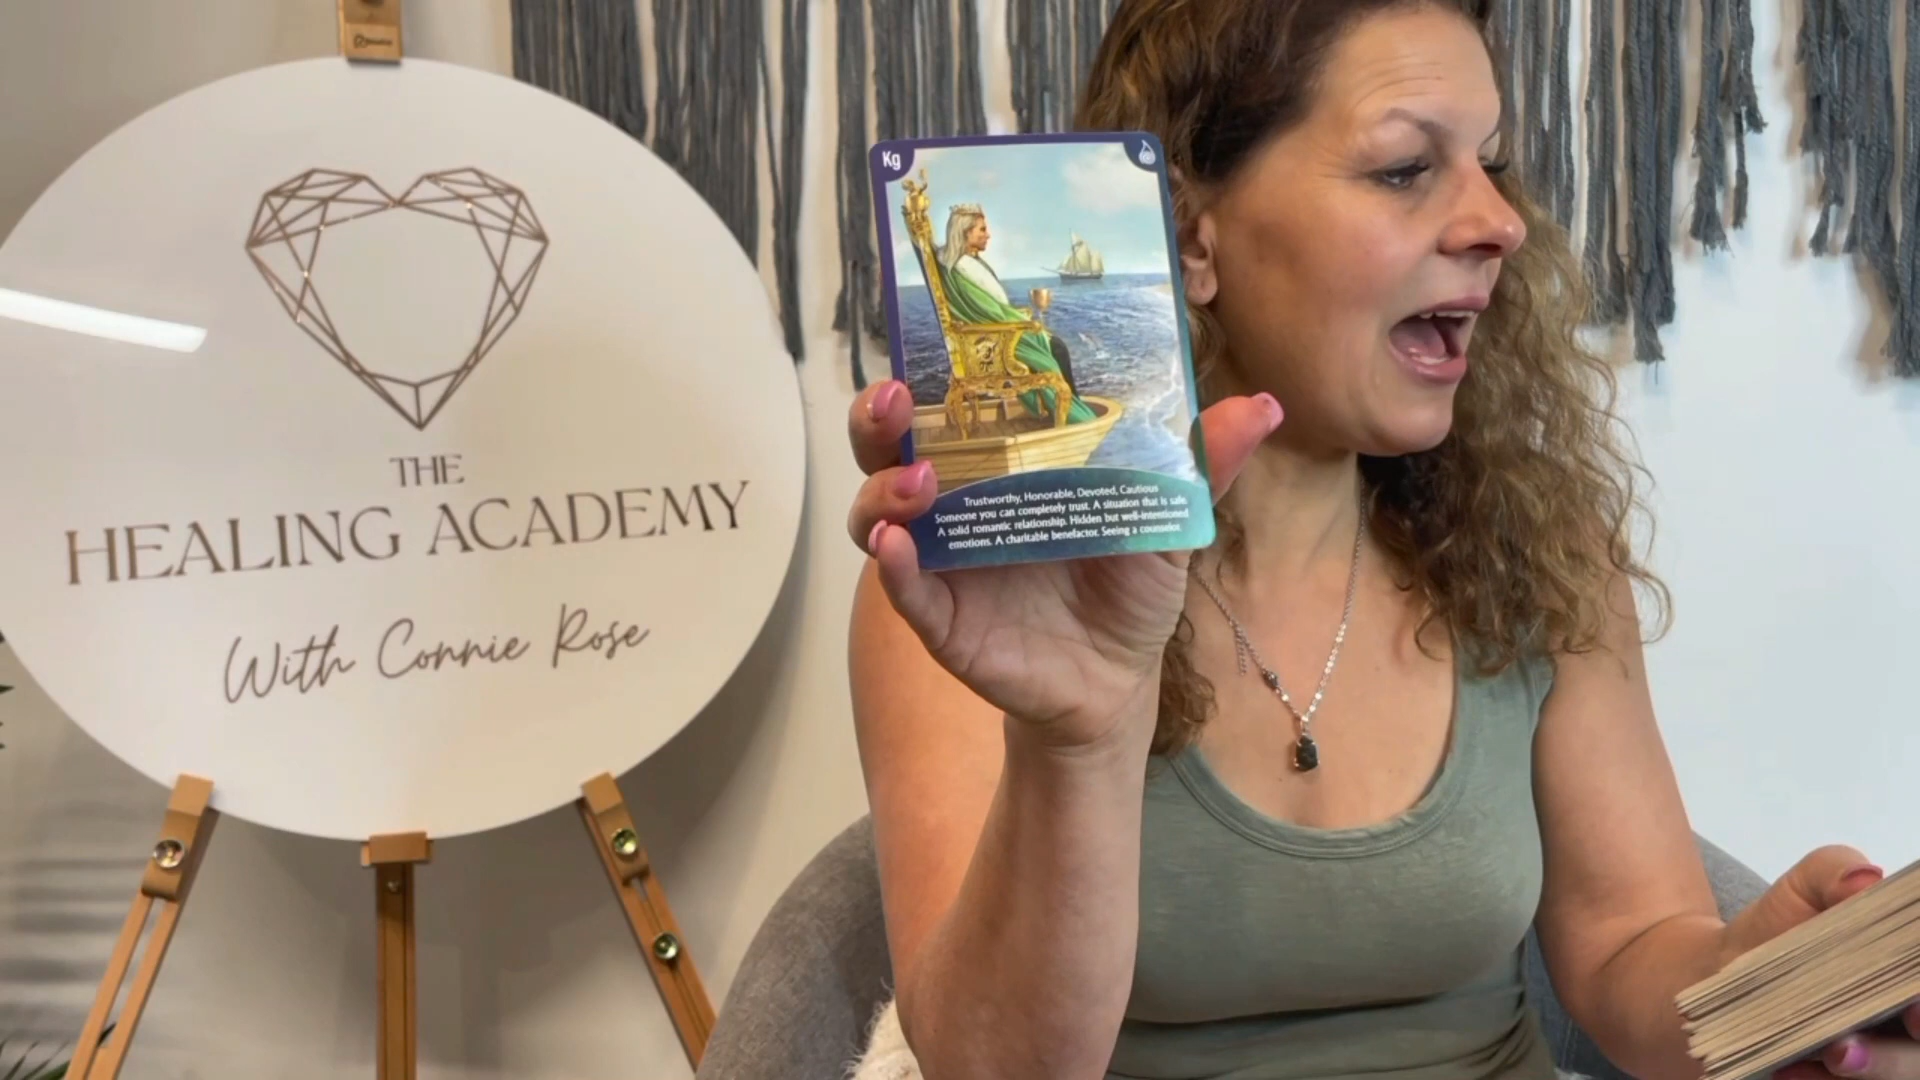 THE
HEALING ACADEMY
With Connie Rose
Kg
Trustworthy, Honorable, Devoted, Cautious
Someone you can completely trust. A situation that is safe.
A solid romantic relationship. Hidden but well-intentioned
emotions. A charitable benefactor. Seeing a counselor.